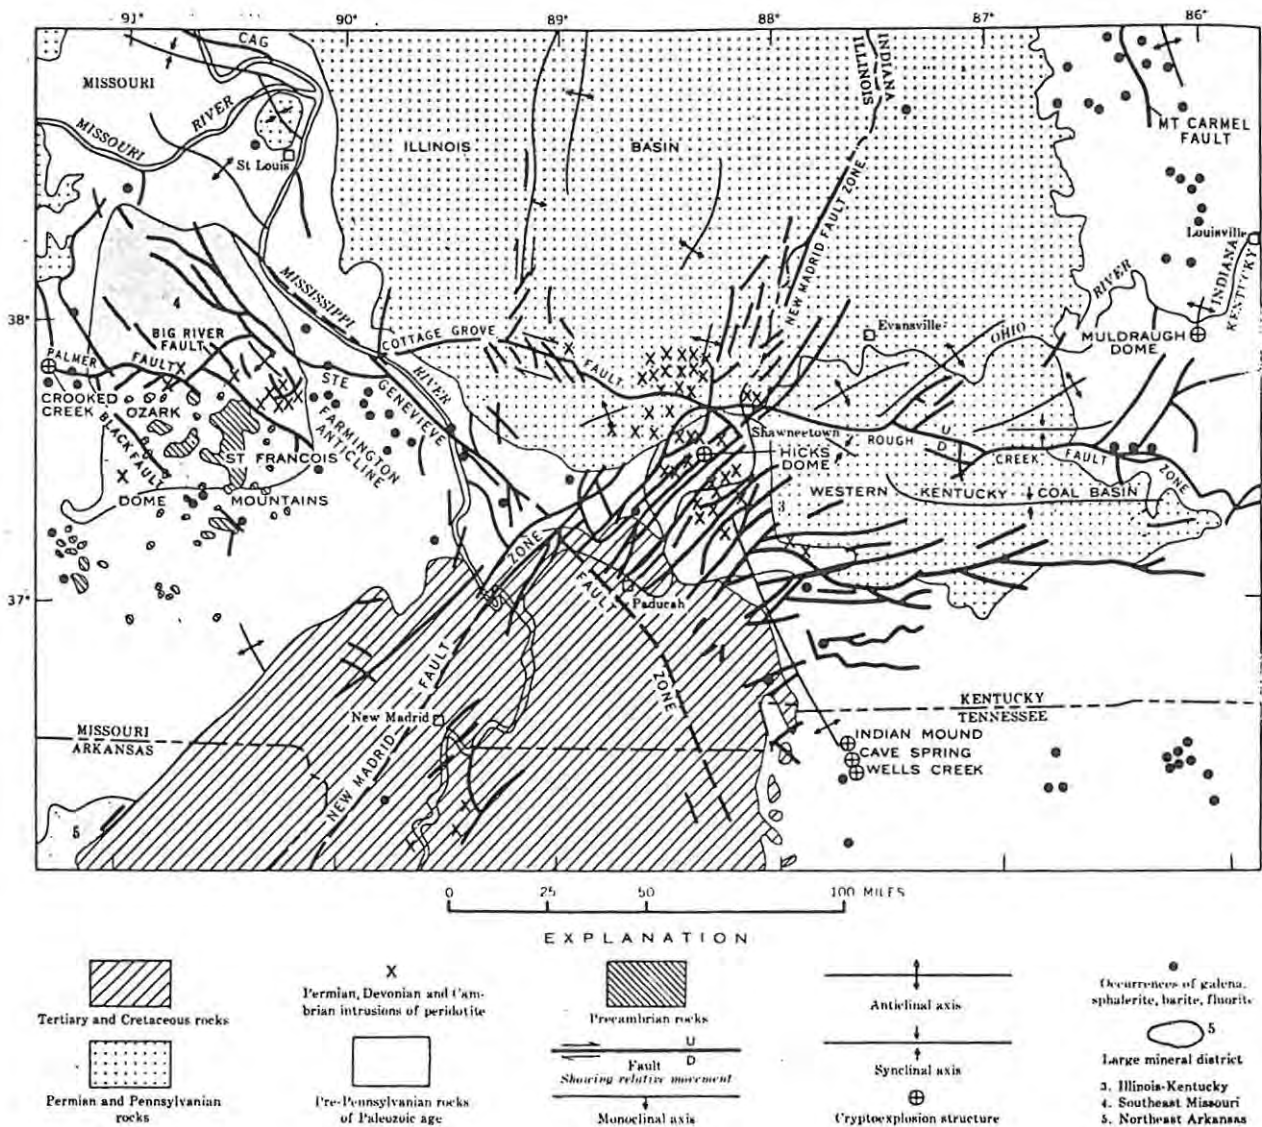 91°
90°
89°
88°
87°
86°
CAG
MISSOURI
MISSOURI
RIVER
St Louis
ILLINOIS
BASIN
INDIANA
ILLINOIS
NEW MADRID FAULT ZONE
MT CARMEL
FAULT
Louisville
INDIANA
KENTUCKY
RIVER
OHIO
MULDRAUGH
DOME
MISSISSIPPI
RIVER
4
38°
BIG RIVER
FAULT
COTTAGE GROVE
FAULT
Evansville
PALMER
FAULT
CROOKED
CREEK
OZARK
DOME
BLACK FAULT
STE
GENEVIEVE
FARMINGTON
ANTICLINE
ST FRANCOIS
MOUNTAINS
Shawneetown
HICKS
DOME
ROUGH
U
D
CREEK
FAULT
ZONE
3
WESTERN
KENTUCKY
COAL BASIN
37°
ZONE
FAULT
ZONE
Paducah
FAULT
NEW MADRID
New Madrid
MISSOURI
ARKANSAS
KENTUCKY
TENNESSEE
INDIAN MOUND
CAVE SPRING
WELLS CREEK
5
0
25
50
100 MILES
EXPLANATION
Tertiary and Cretaceous rocks
Permian and Pennsylvanian
rocks
X
Permian, Devonian and Cam-
brian intrusions of peridotite
Pre-Pennsylvanian rocks
of Paleozoic age
Precambrian rocks
U
D
Fault
Showing relative movement
Monoclinal axis
Anticlinal axis
Synclinal axis
Cryptoexplosion structure
Occurrences of galena,
sphalerite, barite, fluorite
5
Large mineral district
3. Illinois-Kentucky
4. Southeast Missouri
5. Northeast Arkansas